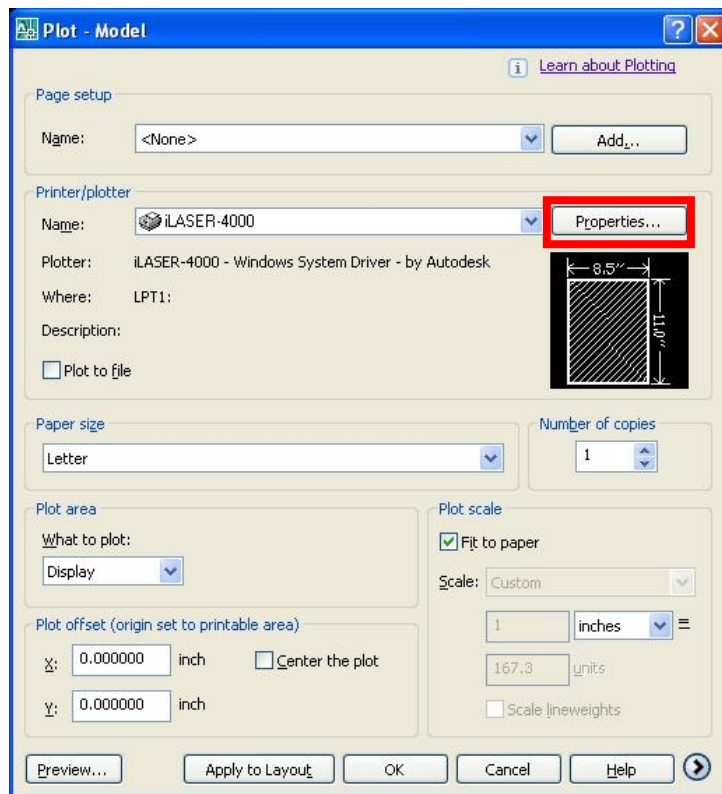 Plot - Model
Learn about Plotting
Page setup
Name: <None> Add...
Printer/plotter
Name: iLASER-4000 Properties...
Plotter: iLASER-4000 - Windows System Driver - by Autodesk
Where: LPT1:
Description:
Plot to file
8.5″
11.0″
Paper size
Letter
Number of copies
1
Plot area
What to plot:
Display
Plot scale
Fit to paper
Scale: Custom
1 inches =
167.3 units
Scale lineweights
Plot offset (origin set to printable area)
X: 0.000000 inch Center the plot
Y: 0.000000 inch
Preview... Apply to Layout OK Cancel Help